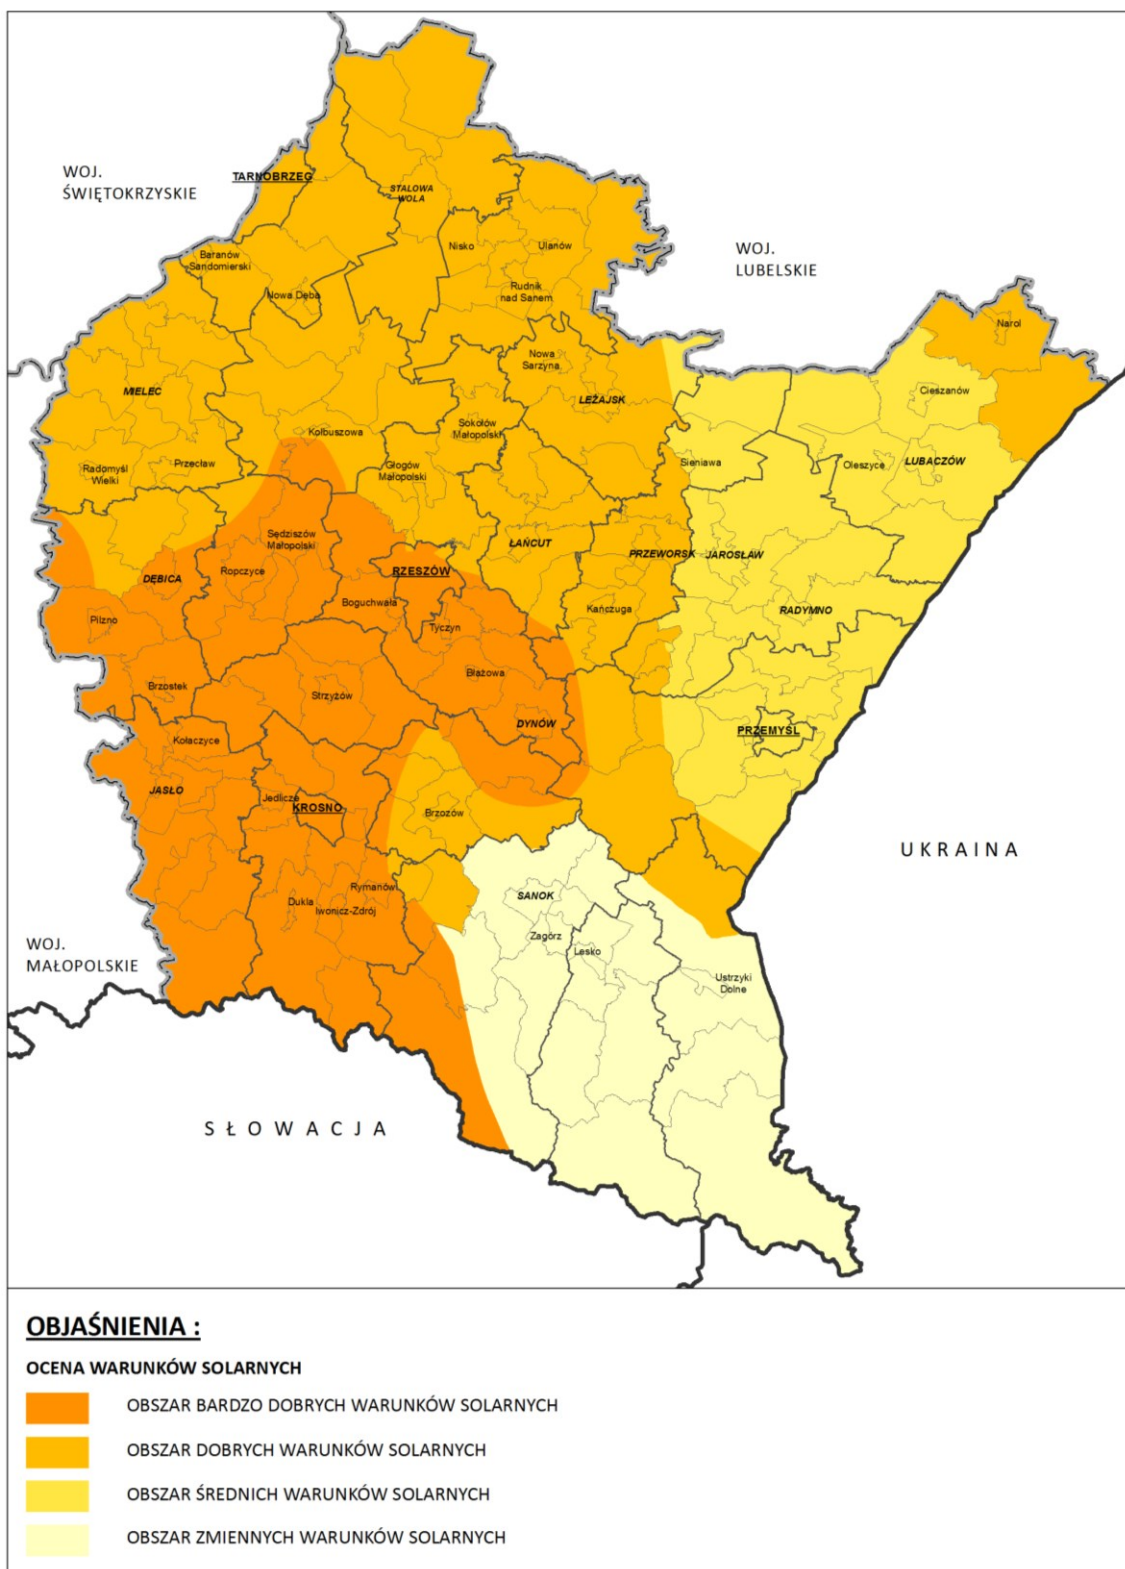 WOJ.
ŚWIĘTOKRZYSKIE
TARNOBRZEG
STALOWA
WOLA
Nisko
Ulanów
WOJ.
LUBELSKIE
Baranów
Sandomierski
Nowa Dęba
Rudnik
nad Sanem
Narol
Nowa
Sarzyna
MIELEC
LEŻAJSK
Cieszanów
Kolbuszowa
Sokołów
Małopolski
Radomyśl
Wielki
Przecław
Głogów
Małopolski
Sieniawa
Oleszyce
LUBACZÓW
Sędziszów
Małopolski
ŁAŃCUT
PRZEWORSK
JAROSŁAW
DĘBICA
Ropczyce
RZESZÓW
Boguchwała
Kańczuga
RADYMNO
Pilzno
Tyczyn
Błażowa
Brzostek
Strzyżów
DYNÓW
PRZEMYŚL
Kołaczyce
JASŁO
Jedlicze
KROSNO
Brzozów
UKRAINA
Rymanów
Dukla
Iwonicz-Zdrój
SANOK
Zagórz
Lesko
WOJ.
MAŁOPOLSKIE
Ustrzyki
Dolne
SŁOWACJA
OBJAŚNIENIA :
OCENA WARUNKÓW SOLARNYCH
OBSZAR BARDZO DOBRYCH WARUNKÓW SOLARNYCH
OBSZAR DOBRYCH WARUNKÓW SOLARNYCH
OBSZAR ŚREDNICH WARUNKÓW SOLARNYCH
OBSZAR ZMIENNYCH WARUNKÓW SOLARNYCH